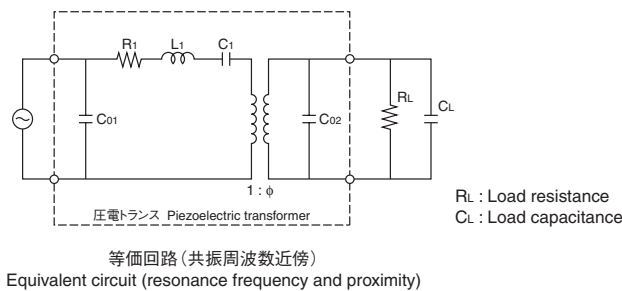 R1
L1
C1
C01
C02
RL
CL
1 : φ
圧電トランス Piezoelectric transformer
RL : Load resistance
CL : Load capacitance
等価回路（共振周波数近傍）
Equivalent circuit (resonance frequency and proximity)